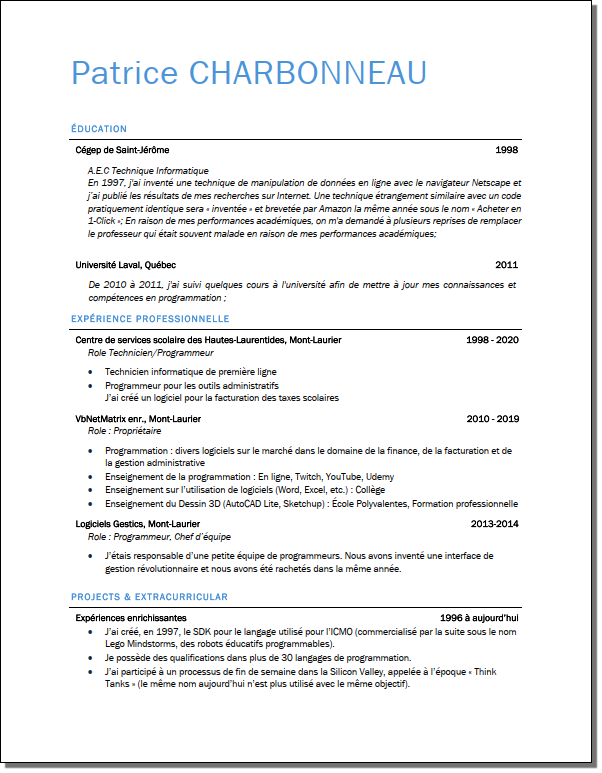 Patrice CHARBONNEAU
ÉDUCATION
Cégep de Saint-Jérôme 1998
A.E.C Technique Informatique
En 1997, j'ai inventé une technique de manipulation de données en ligne avec le navigateur Netscape et
j'ai publié les résultats de mes recherches sur Internet. Une technique étrangement similaire avec un code
pratiquement identique sera « inventée » et brevetée par Amazon la même année sous le nom « Acheter en
1-Click »; En raison de mes performances académiques, on m'a demandé à plusieurs reprises de remplacer
le professeur qui était souvent malade en raison de mes performances académiques;
Université Laval, Québec 2011
De 2010 à 2011, j'ai suivi quelques cours à l'université afin de mettre à jour mes connaissances et
compétences en programmation ;
EXPÉRIENCE PROFESSIONNELLE
Centre de services scolaire des Hautes-Laurentides, Mont-Laurier 1998 - 2020
Role Technicien/Programmeur
• Technicien informatique de première ligne
• Programmeur pour les outils administratifs
J'ai créé un logiciel pour la facturation des taxes scolaires
VbNetMatrix enr., Mont-Laurier 2010 - 2019
Role : Propriétaire
• Programmation : divers logiciels sur le marché dans le domaine de la finance, de la facturation et de
la gestion administrative
• Enseignement de la programmation : En ligne, Twitch, YouTube, Udemy
• Enseignement sur l'utilisation de logiciels (Word, Excel, etc.) : Collège
• Enseignement du Dessin 3D (AutoCAD Lite, Sketchup) : École Polyvalentes, Formation professionnelle
Logiciels Gestics, Mont-Laurier 2013-2014
Role : Programmeur, Chef d'équipe
• J'étais responsable d'une petite équipe de programmeurs. Nous avons inventé une interface de
gestion révolutionnaire et nous avons été rachetés dans la même année.
PROJECTS & EXTRACURRICULAR
Expériences enrichissantes 1996 à aujourd'hui
• J'ai créé, en 1997, le SDK pour le langage utilisé pour l'ICMO (commercialisé par la suite sous le nom
Lego Mindstorms, des robots éducatifs programmables).
• Je possède des qualifications dans plus de 30 langages de programmation.
• J'ai participé à un processus de fin de semaine dans la Silicon Valley, appelée à l'époque « Think
Tanks » (le même nom aujourd'hui n'est plus utilisé avec le même objectif).